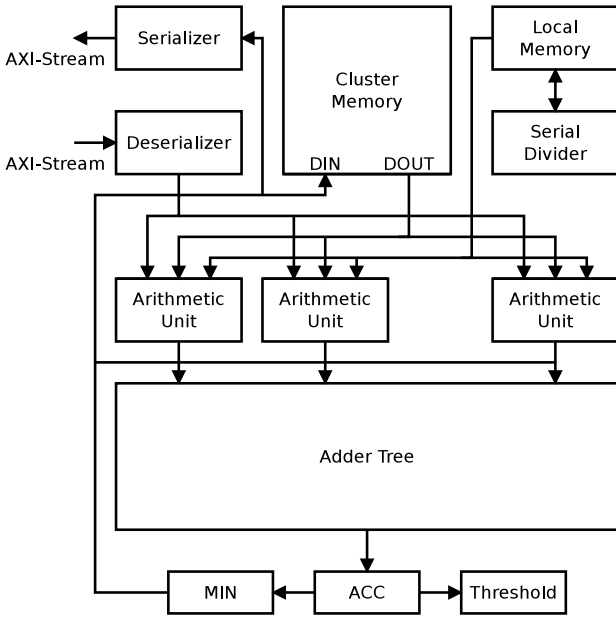 Serializer
AXI-Stream
Cluster
Memory
Local
Memory
Deserializer
AXI-Stream
Serial
Divider
DIN
DOUT
Arithmetic
Unit
Arithmetic
Unit
Arithmetic
Unit
Adder Tree
MIN
ACC
Threshold